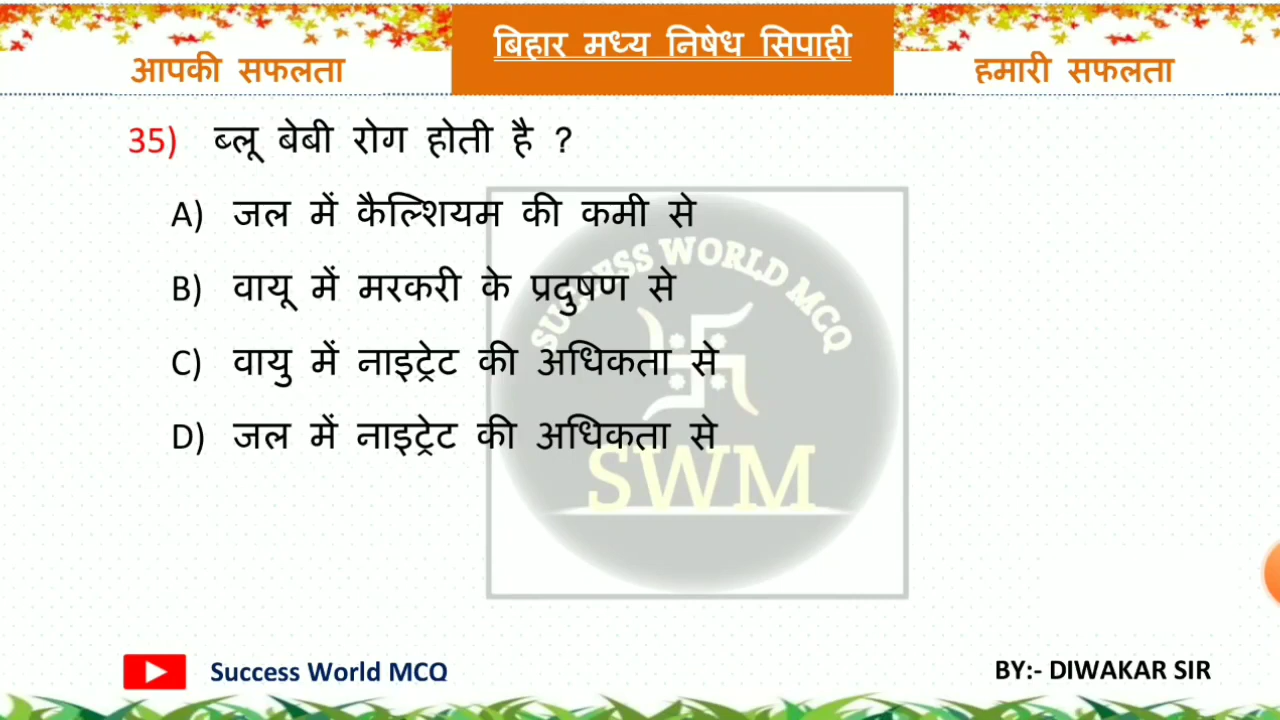 बिहार मध्य निषेध सिपाही
आपकी सफलता
हमारी सफलता
35) ब्लू बेबी रोग होती है ?
A) जल में कैल्शियम की कमी से
B) वायू में मरकरी के प्रदुषण से
C) वायु में नाइट्रेट की अधिकता से
D) जल में नाइट्रेट की अधिकता से
SUCCESS WORLD MCQ
SWM
Success World MCQ
BY:- DIWAKAR SIR